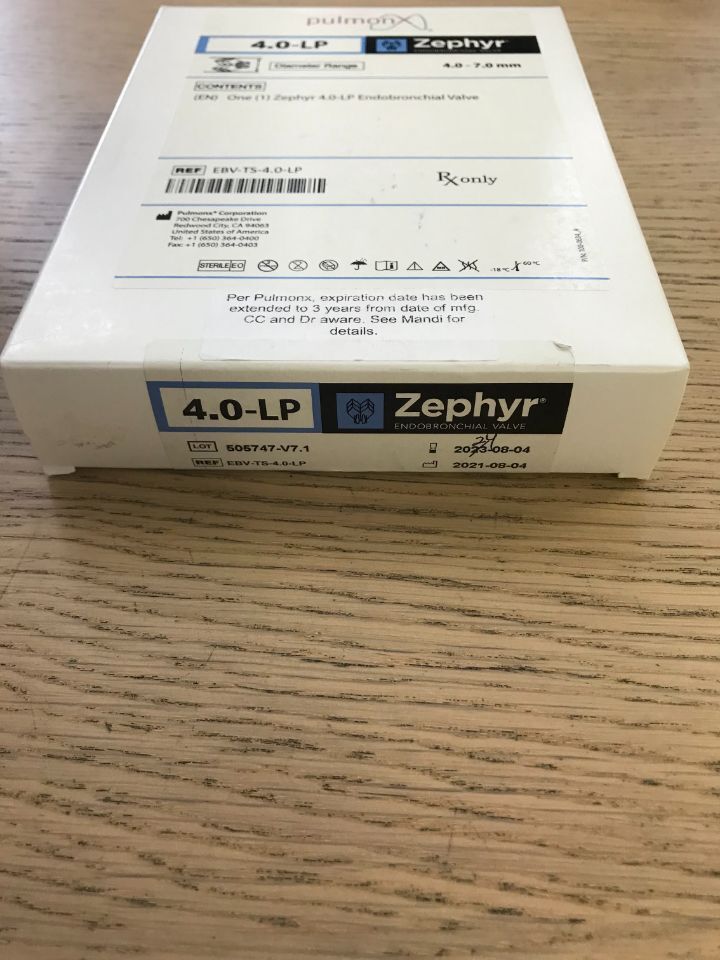 pulmonx
4.0-LP Zephyr
ENDOBRONCHIAL VALVE
Diameter Range 4.0 - 7.0 mm
CONTENTS
(EN) One (1) Zephyr 4.0-LP Endobronchial Valve
REF EBV-TS-4.0-LP
Rx only
Pulmonx® Corporation
700 Chesapeake Drive
Redwood City, CA 94063
United States of America
Tel: +1 (650) 364-0400
Fax: +1 (650) 364-0403
STERILE EO
-18°C 60°C
Per Pulmonx, expiration date has been
extended to 3 years from date of mfg.
CC and Dr aware. See Mandi for
details.
4.0-LP Zephyr®
ENDOBRONCHIAL VALVE
LOT 505747-V7.1
24
2023-08-04
REF EBV-TS-4.0-LP
2021-08-04